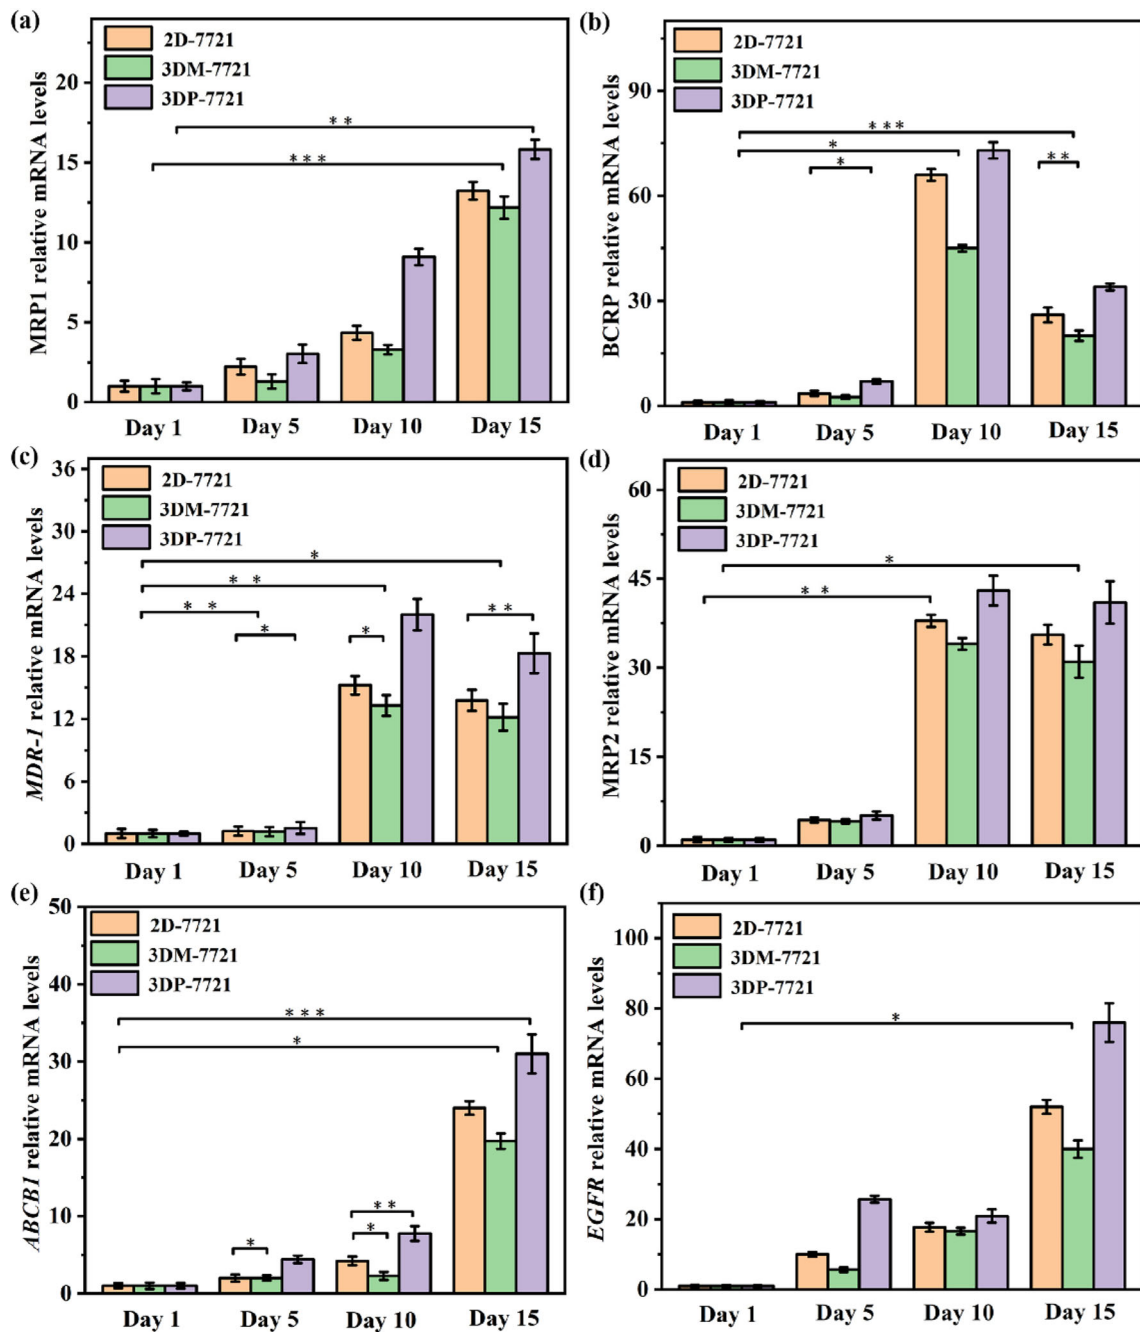 (a)
MRP1 relative mRNA levels
20
15
10
5
0
2D-7721
3DM-7721
3DP-7721
**
***
Day 1 Day 5 Day 10 Day 15
(b)
BCRP relative mRNA levels
90
60
30
0
2D-7721
3DM-7721
3DP-7721
***
*
*
**
Day 1 Day 5 Day 10 Day 15
(c)
MDR-1 relative mRNA levels
36
30
24
18
12
6
0
2D-7721
3DM-7721
3DP-7721
*
**
**
*
*
**
Day 1 Day 5 Day 10 Day 15
(d)
MRP2 relative mRNA levels
60
45
30
15
0
2D-7721
3DM-7721
3DP-7721
*
**
Day 1 Day 5 Day 10 Day 15
(e)
ABCB1 relative mRNA levels
50
40
30
20
10
0
2D-7721
3DM-7721
3DP-7721
***
*
*
**
*
Day 1 Day 5 Day 10 Day 15
(f)
EGFR relative mRNA levels
100
80
60
40
20
0
2D-7721
3DM-7721
3DP-7721
*
Day 1 Day 5 Day 10 Day 15